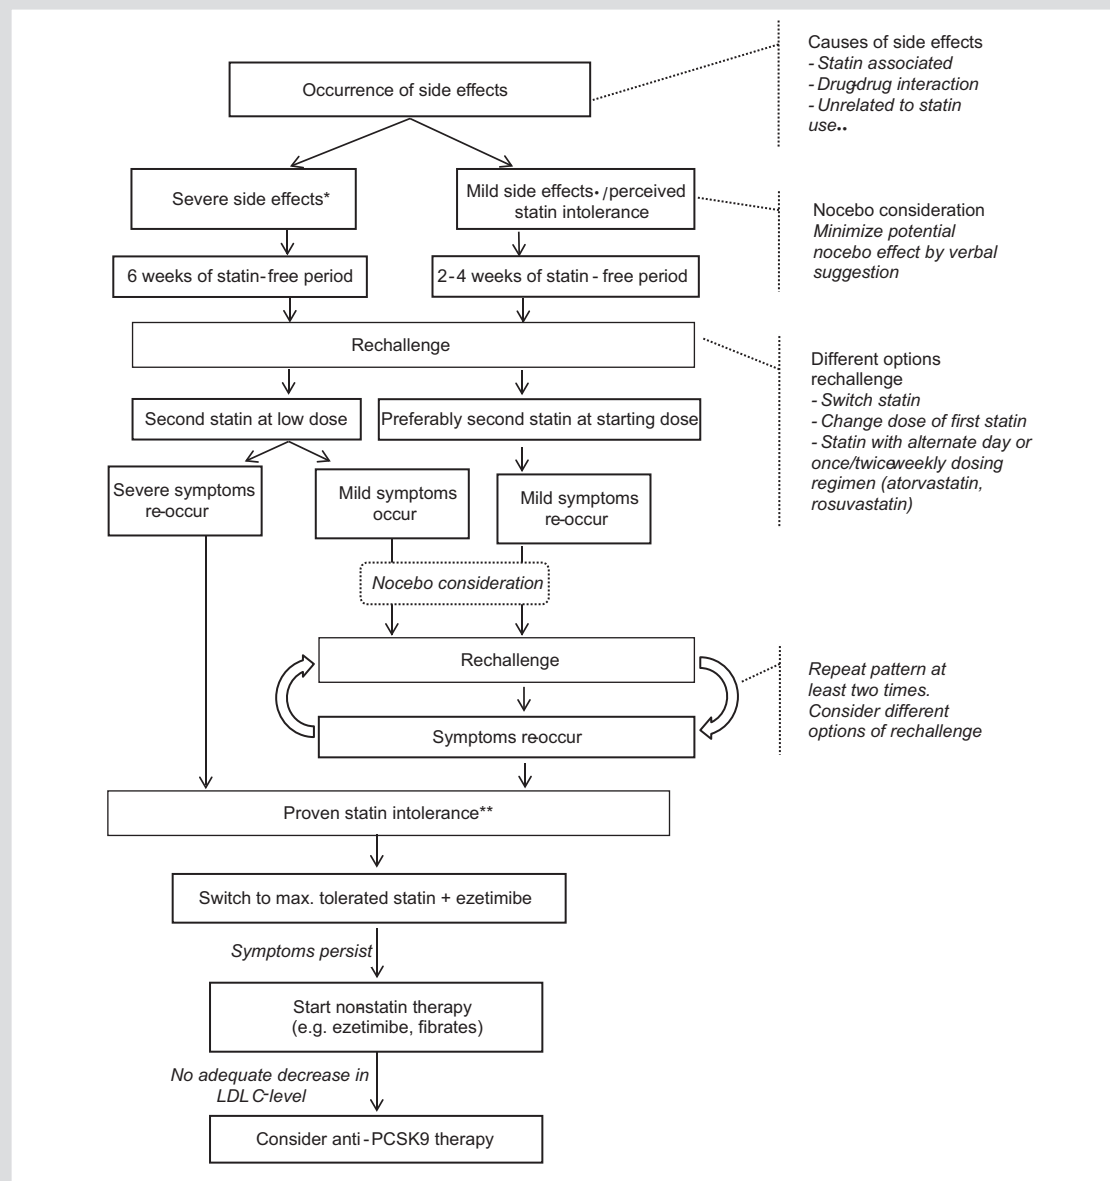 Occurrence of side effects
Causes of side effects
- Statin associated
- Drug-drug interaction
- Unrelated to statin
use..
Severe side effects*
Mild side effects· /perceived
statin intolerance
Nocebo consideration
Minimize potential
nocebo effect by verbal
suggestion
6 weeks of statin-free period
2-4 weeks of statin - free period
Rechallenge
Different options
rechallenge
- Switch statin
- Change dose of first statin
- Statin with alternate day or
once/twiceweekly dosing
regimen (atorvastatin,
rosuvastatin)
Second statin at low dose
Preferably second statin at starting dose
Severe symptoms
re-occur
Mild symptoms
occur
Mild symptoms
re-occur
Nocebo consideration
Rechallenge
Repeat pattern at
least two times.
Consider different
options of rechallenge
Symptoms re-occur
Proven statin intolerance**
Switch to max. tolerated statin + ezetimibe
Symptoms persist
Start non-statin therapy
(e.g. ezetimibe, fibrates)
No adequate decrease in
LDL C-level
Consider anti - PCSK9 therapy